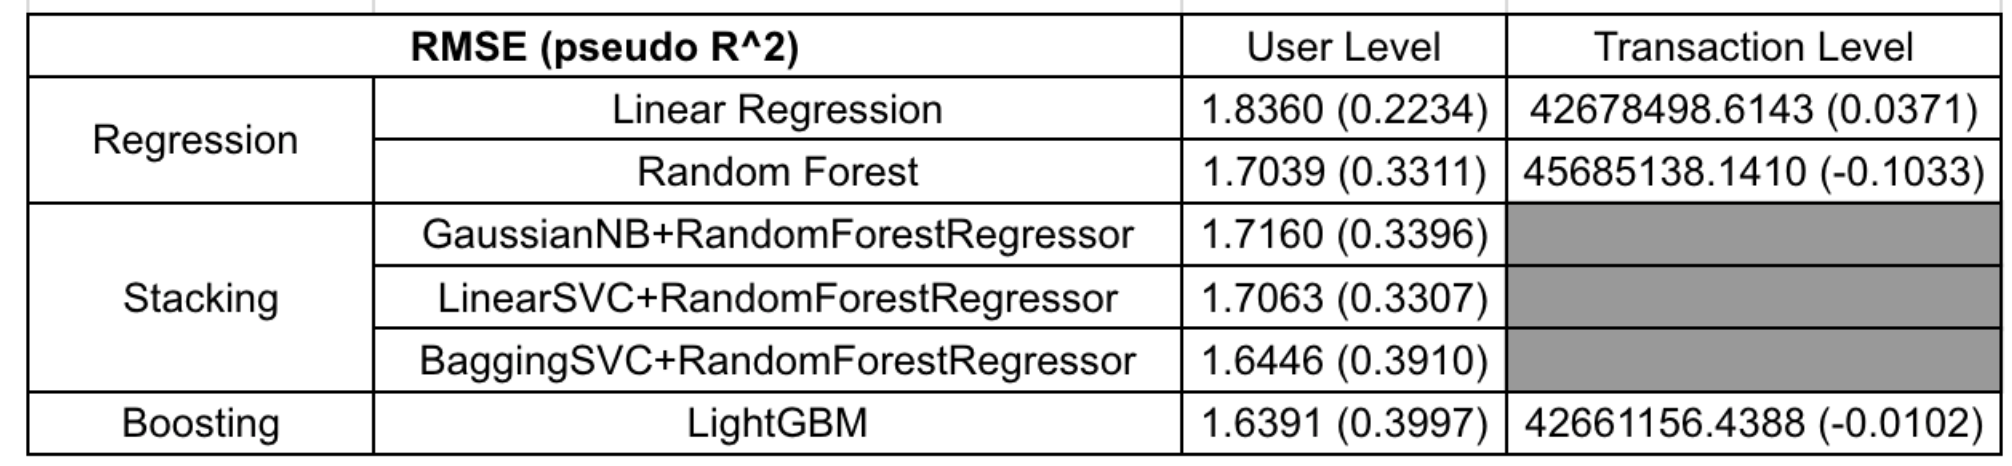 RMSE (pseudo R^2) User Level Transaction Level
Regression Linear Regression 1.8360 (0.2234) 42678498.6143 (0.0371)
Random Forest 1.7039 (0.3311) 45685138.1410 (-0.1033)
Stacking GaussianNB+RandomForestRegressor 1.7160 (0.3396)
LinearSVC+RandomForestRegressor 1.7063 (0.3307)
BaggingSVC+RandomForestRegressor 1.6446 (0.3910)
Boosting LightGBM 1.6391 (0.3997) 42661156.4388 (-0.0102)